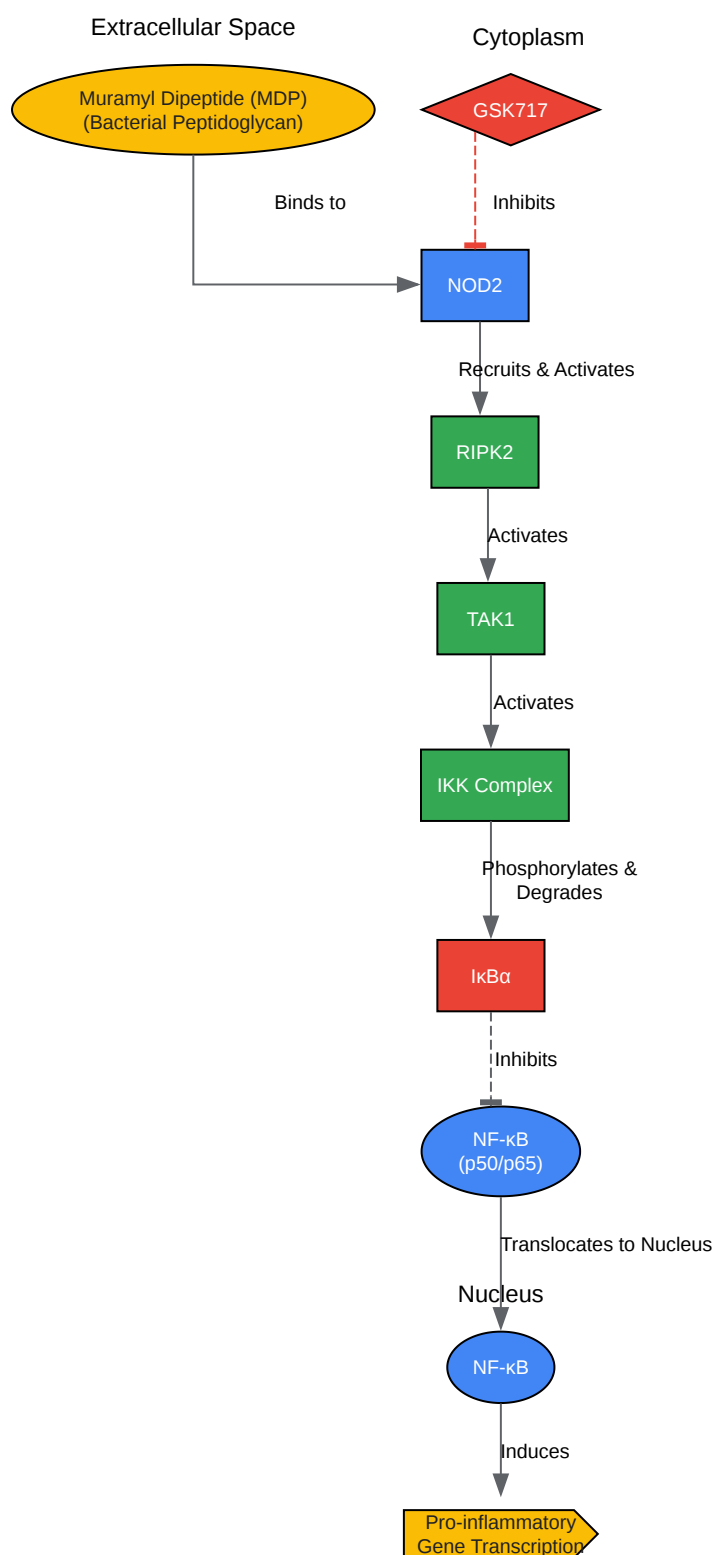 Extracellular Space
Cytoplasm
Muramyl Dipeptide (MDP)
(Bacterial Peptidoglycan)
GSK717
Binds to
Inhibits
NOD2
Recruits & Activates
RIPK2
Activates
TAK1
Activates
IKK Complex
Phosphorylates &
Degrades
IκBα
Inhibits
NF-κB
(p50/p65)
Translocates to Nucleus
Nucleus
NF-κB
Induces
Pro-inflammatory
Gene Transcription